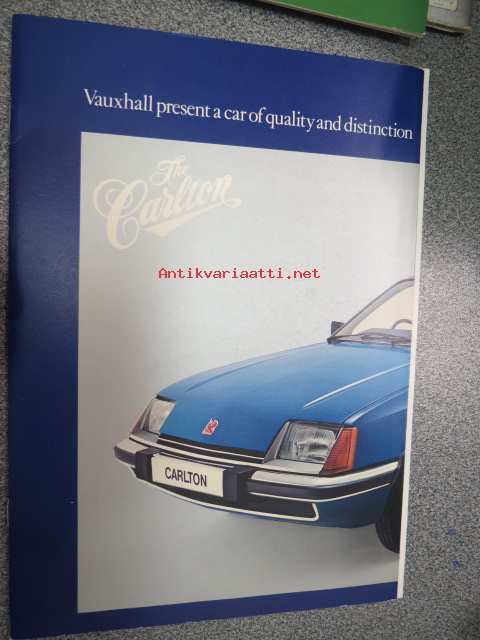 Vauxhall present a car of quality and distinction
The
Carlton
Antikvariaatti.net
CARLTON